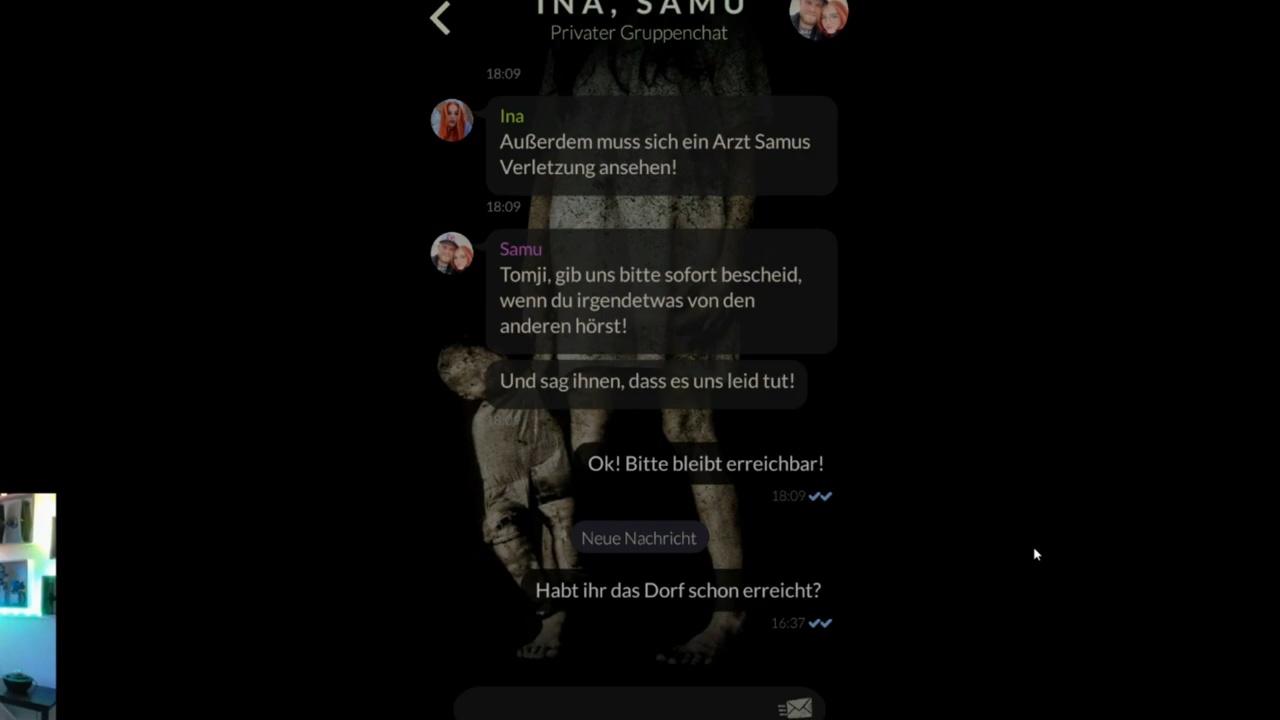 INA, SAMU
Privater Gruppenchat
18:09
Ina
Außerdem muss sich ein Arzt Samus
Verletzung ansehen!
18:09
Samu
Tomji, gib uns bitte sofort bescheid,
wenn du irgendetwas von den
anderen hörst!
Und sag ihnen, dass es uns leid tut!
Ok! Bitte bleibt erreichbar!
18:09
Neue Nachricht
Habt ihr das Dorf schon erreicht?
16:37